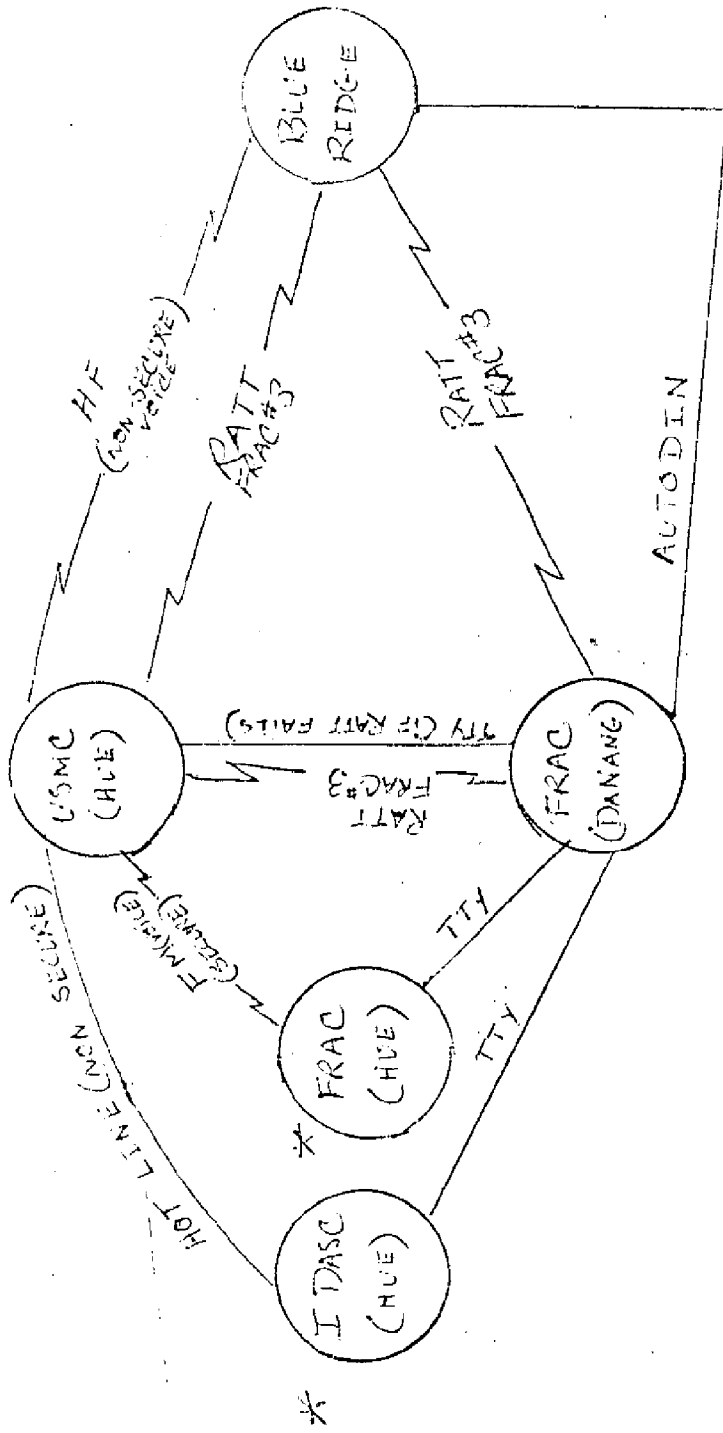 BLUE
RIDGE
HF
(NON SECURE)
VOICE
RATT
FRAC#3
RATT
FRAC#3
AUTODIN
USMC
(HUE)
TTY (IF RATT FAILS)
RATT
FRAC#3
FRAC
(DANANG)
HOT LINE (NON SECURE)
FM (VOICE)
(SECURE)
TTY
TTY
* FRAC
(HUE)
* I DASC
(HUE)